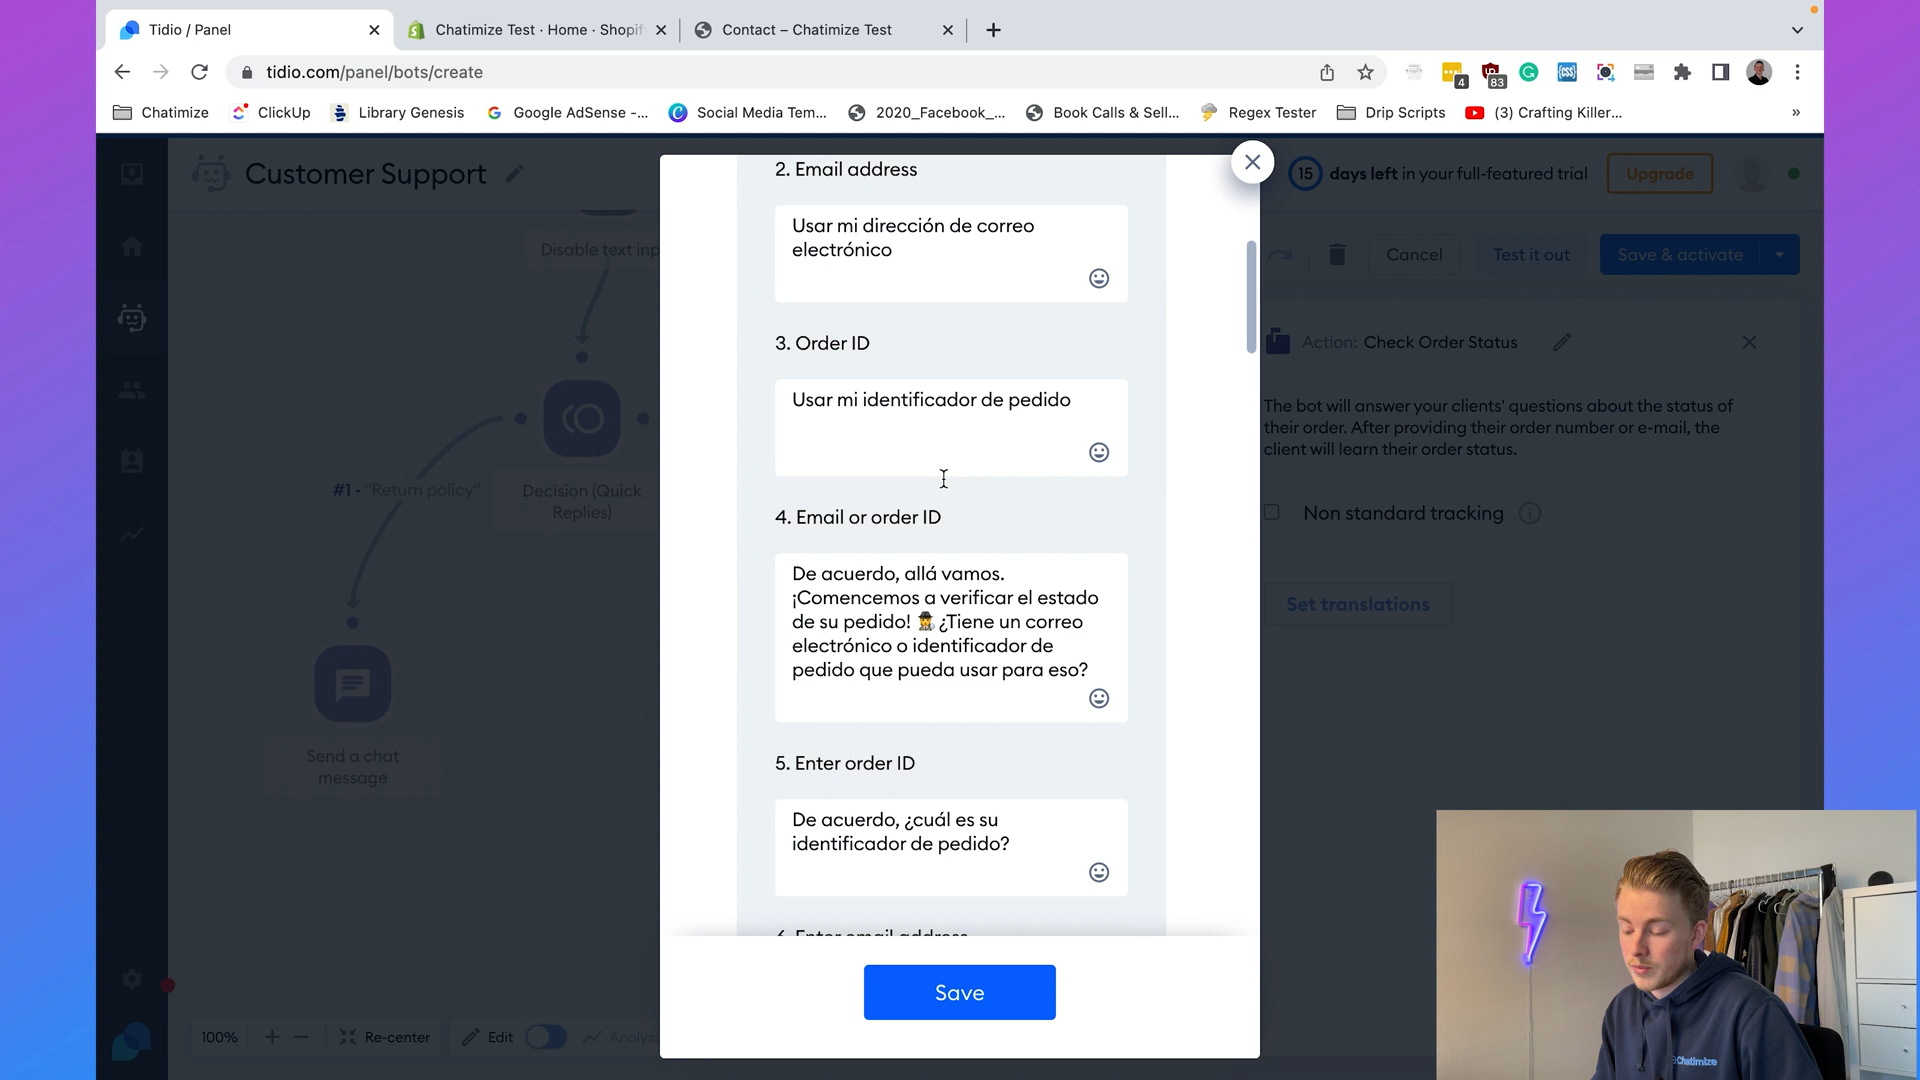 Tidio / Panel
Chatimize Test · Home · Shopif
Contact – Chatimize Test
tidio.com/panel/bots/create
4
83
Chatimize
ClickUp
Library Genesis
Google AdSense -...
Social Media Tem...
2020_Facebook_...
Book Calls & Sell...
Regex Tester
Drip Scripts
(3) Crafting Killer...
»
Customer Support
15 days left in your full-featured trial
Upgrade
Disable text inp
Cancel
Test it out
Save & activate
2. Email address
Usar mi dirección de correo
electrónico
3. Order ID
Usar mi identificador de pedido
4. Email or order ID
De acuerdo, allá vamos.
¡Comencemos a verificar el estado
de su pedido! 🕵 ¿Tiene un correo
electrónico o identificador de
pedido que pueda usar para eso?
5. Enter order ID
De acuerdo, ¿cuál es su
identificador de pedido?
6. Enter email address
Save
#1 - "Return policy"
Decision (Quick
Replies)
Send a chat
message
Action: Check Order Status
The bot will answer your clients' questions about the status of
their order. After providing their order number or e-mail, the
client will learn their order status.
Non standard tracking
Set translations
100%
Re-center
Edit
Analyze
Chatimize